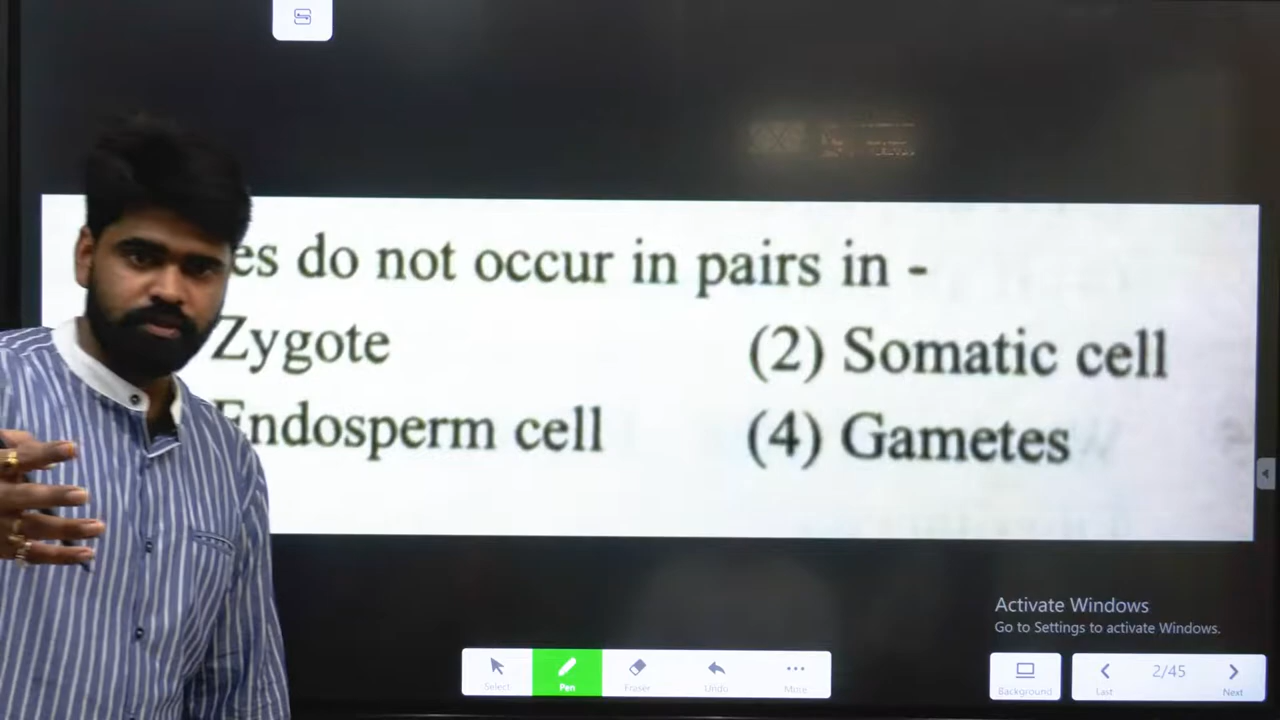 es do not occur in pairs in -
Zygote (2) Somatic cell
Endosperm cell (4) Gametes
Activate Windows
Go to Settings to activate Windows.
Select Pen Eraser Undo More
Background Last 2/45 Next